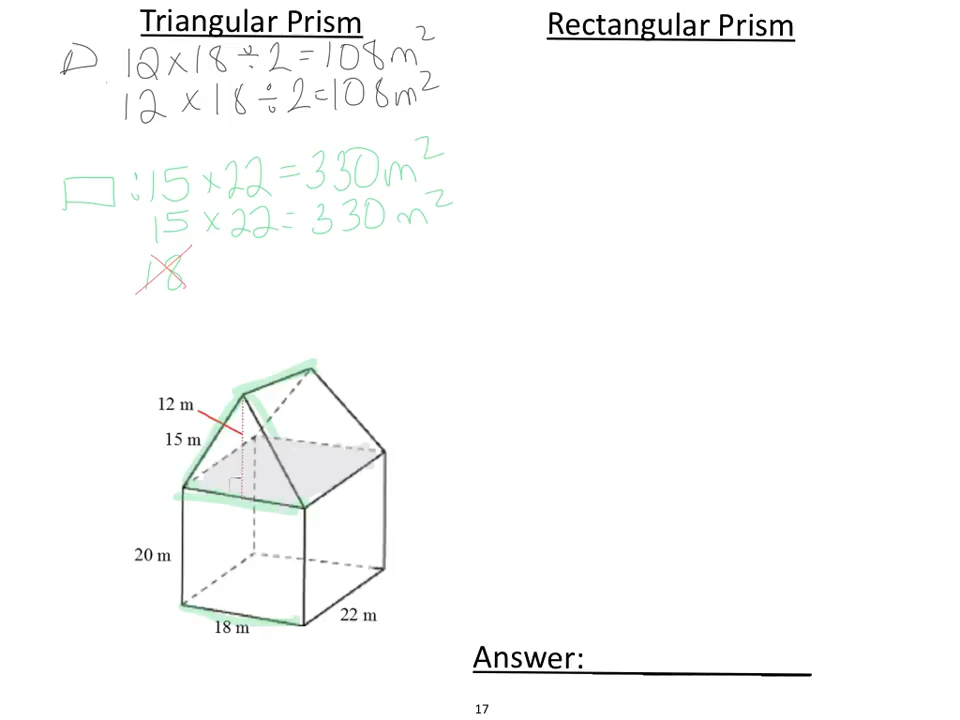 Triangular Prism
12 x 18 ÷ 2 = 108 m²
12 x 18 ÷ 2 = 108 m²
: 15 x 22 = 330 m²
15 x 22 = 330 m²
18
12 m
15 m
20 m
22 m
18 m
Rectangular Prism
Answer:
17